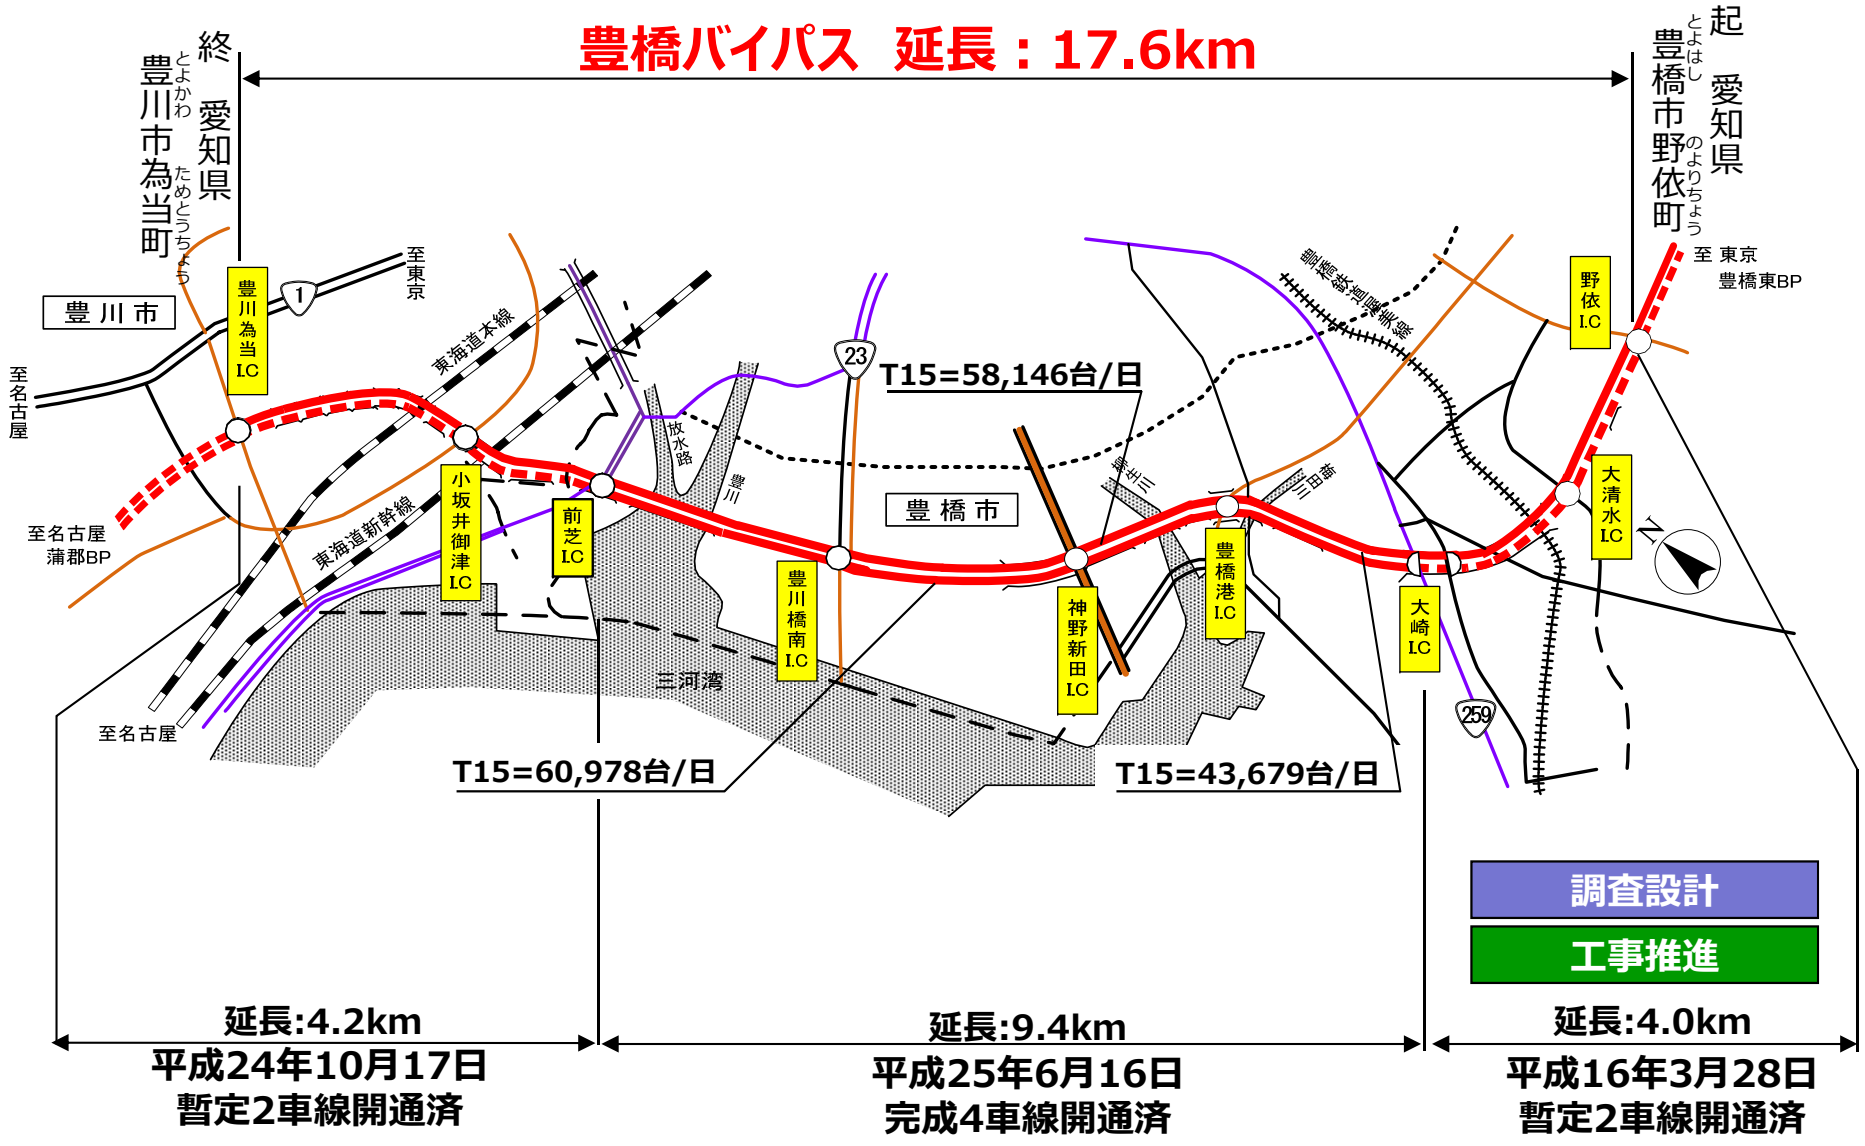 豊橋バイパス 延長：17.6km
終 愛知県
豊川市為当町
とよかわ ためとうちょう
起 愛知県
豊橋市野依町
とよはし のよりちょう
豊川市
至東京
1
豊川為当I.C
至名古屋
東海道本線
至名古屋
蒲郡BP
東海道新幹線
小坂井御津I.C
前芝I.C
放水路
豊川
23
T15=58,146台/日
豊橋市
柳生川
豊橋鉄道渥美線
野依I.C
至 東京
豊橋東BP
大清水I.C
N
豊川橋南I.C
神野新田I.C
豊橋港I.C
大崎I.C
259
三河湾
至名古屋
T15=60,978台/日
T15=43,679台/日
調査設計
工事推進
延長:4.2km
平成24年10月17日
暫定2車線開通済
延長:9.4km
平成25年6月16日
完成4車線開通済
延長:4.0km
平成16年3月28日
暫定2車線開通済